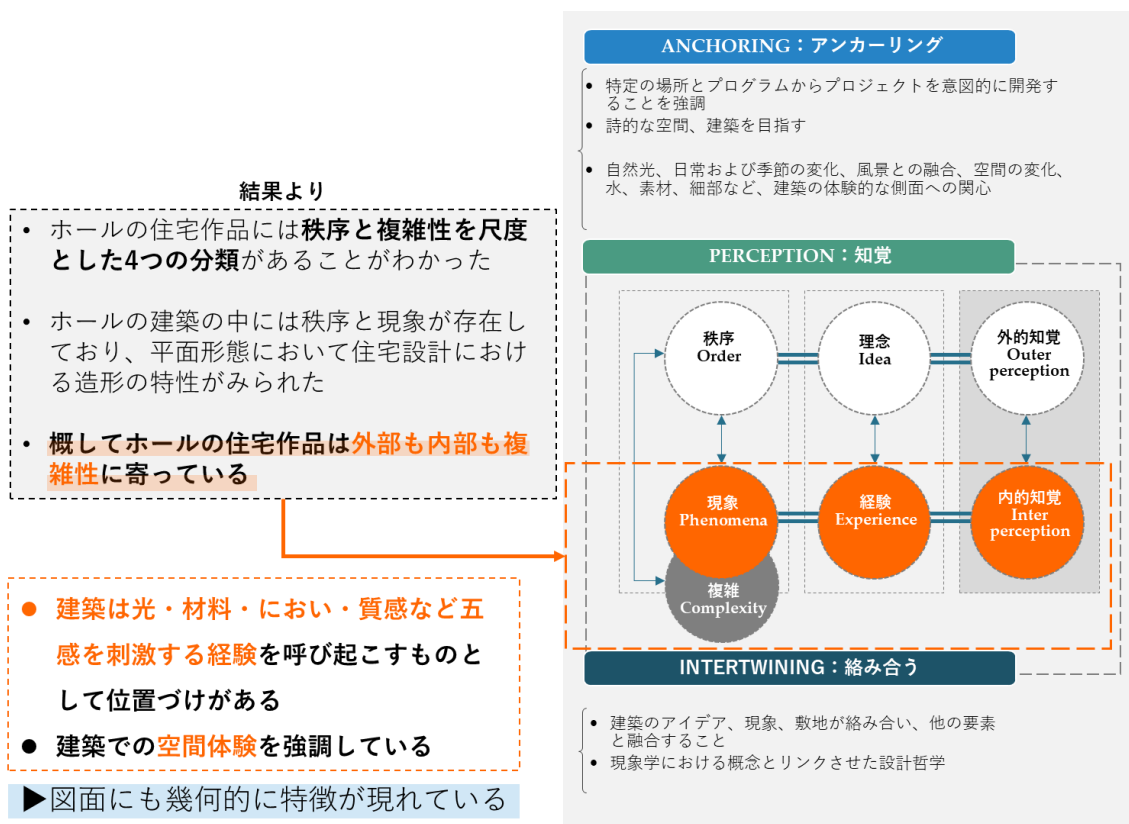 結果より
• ホールの住宅作品には秩序と複雑性を尺度
とした4つの分類があることがわかった
• ホールの建築の中には秩序と現象が存在し
ており、平面形態において住宅設計におけ
る造形の特性がみられた
• 概してホールの住宅作品は外部も内部も複
雑性に寄っている
● 建築は光・材料・におい・質感など五
感を刺激する経験を呼び起こすものと
して位置づけがある
● 建築での空間体験を強調している
▶図面にも幾何的に特徴が現れている
ANCHORING：アンカーリング
• 特定の場所とプログラムからプロジェクトを意図的に開発す
ることを強調
• 詩的な空間、建築を目指す
• 自然光、日常および季節の変化、風景との融合、空間の変化、
水、素材、細部など、建築の体験的な側面への関心
PERCEPTION：知覚
秩序
Order
理念
Idea
外的知覚
Outer
perception
現象
Phenomena
経験
Experience
内的知覚
Inter
perception
複雑
Complexity
INTERTWINING：絡み合う
• 建築のアイデア、現象、敷地が絡み合い、他の要素
と融合すること
• 現象学における概念とリンクさせた設計哲学